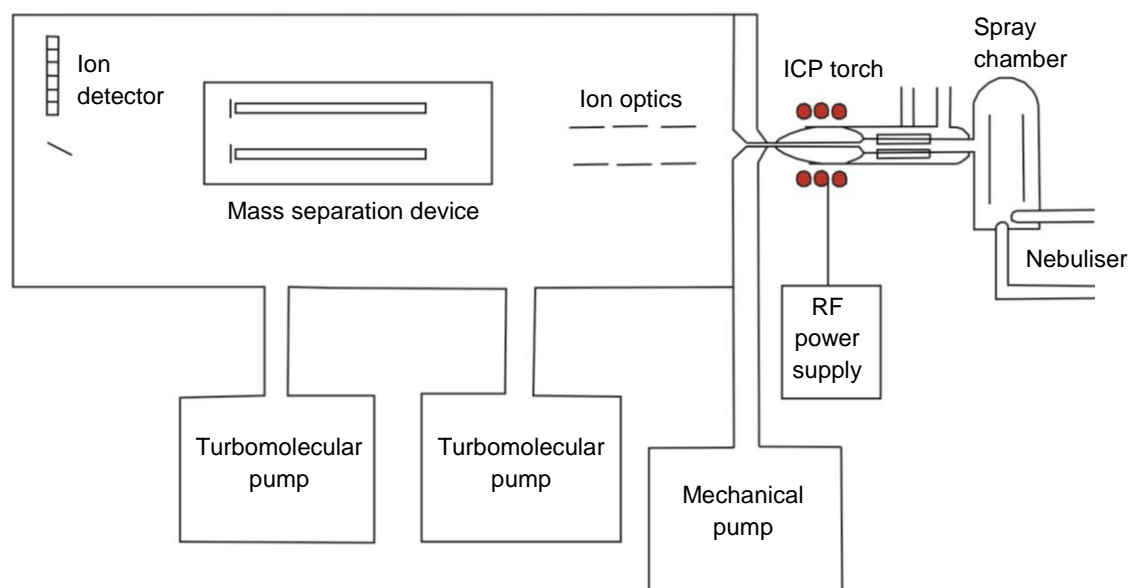 Spray
chamber
Ion
detector
ICP torch
Ion optics
Mass separation device
Nebuliser
RF
power
supply
Turbomolecular
pump
Turbomolecular
pump
Mechanical
pump